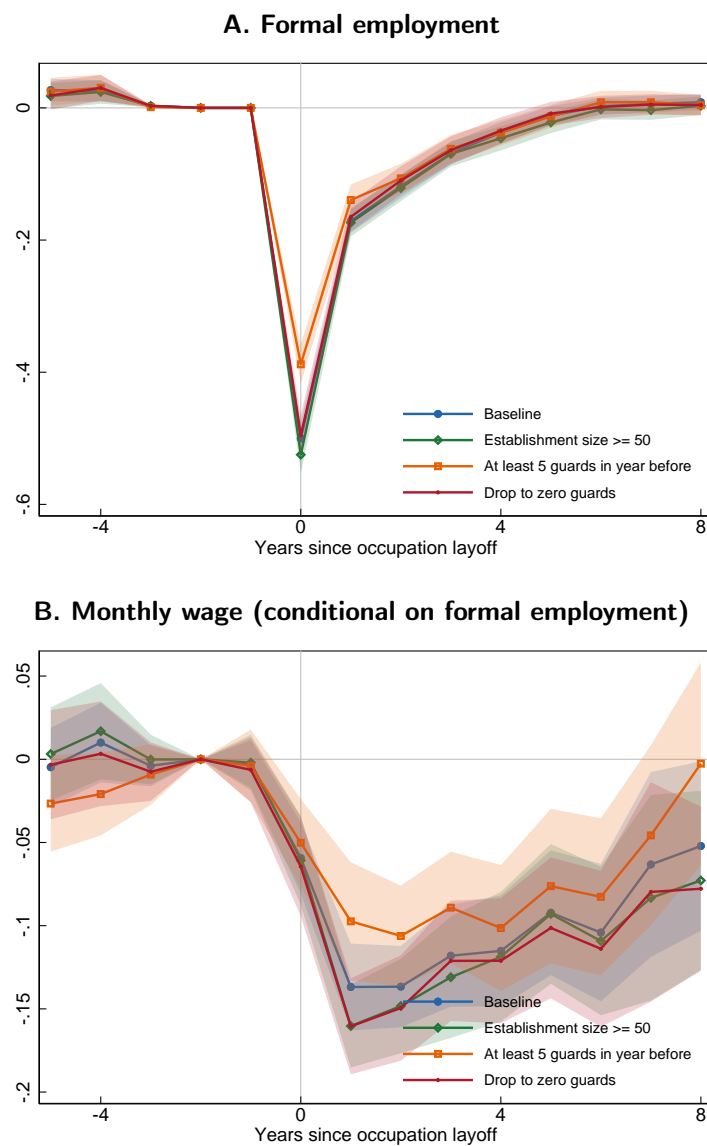 A. Formal employment
0
-.2
-.4
-.6
Baseline
Establishment size >= 50
At least 5 guards in year before
Drop to zero guards
-4 0 4 8
Years since occupation layoff
B. Monthly wage (conditional on formal employment)
.05
0
-.05
-.1
-.15
-.2
Baseline
Establishment size >= 50
At least 5 guards in year before
Drop to zero guards
-4 0 4 8
Years since occupation layoff